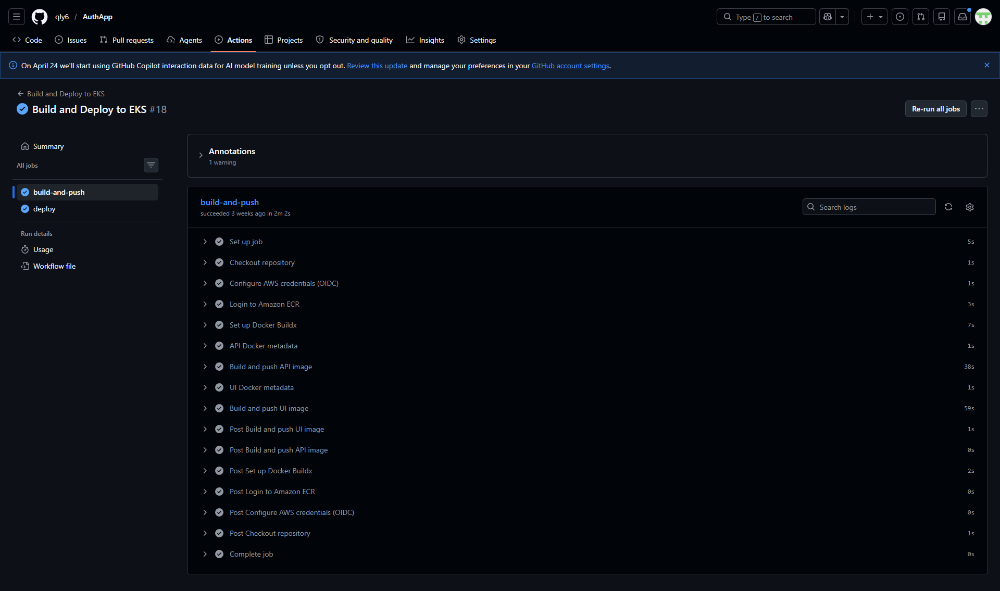 qly6 / AuthApp
Type / to search
Code Issues Pull requests Agents Actions Projects Security and quality Insights Settings
On April 24 we'll start using GitHub Copilot interaction data for AI model training unless you opt out. Review this update and manage your preferences in your GitHub account settings.
Build and Deploy to EKS
Build and Deploy to EKS #18
Re-run all jobs
Summary
All jobs
build-and-push
deploy
Run details
Usage
Workflow file
Annotations
1 warning
build-and-push
succeeded 3 weeks ago in 2m 2s
Search logs
Set up job 5s
Checkout repository 1s
Configure AWS credentials (OIDC) 1s
Login to Amazon ECR 3s
Set up Docker Buildx 7s
API Docker metadata 1s
Build and push API image 38s
UI Docker metadata 1s
Build and push UI image 59s
Post Build and push UI image 1s
Post Build and push API image 0s
Post Set up Docker Buildx 2s
Post Login to Amazon ECR 0s
Post Configure AWS credentials (OIDC) 0s
Post Checkout repository 1s
Complete job 0s